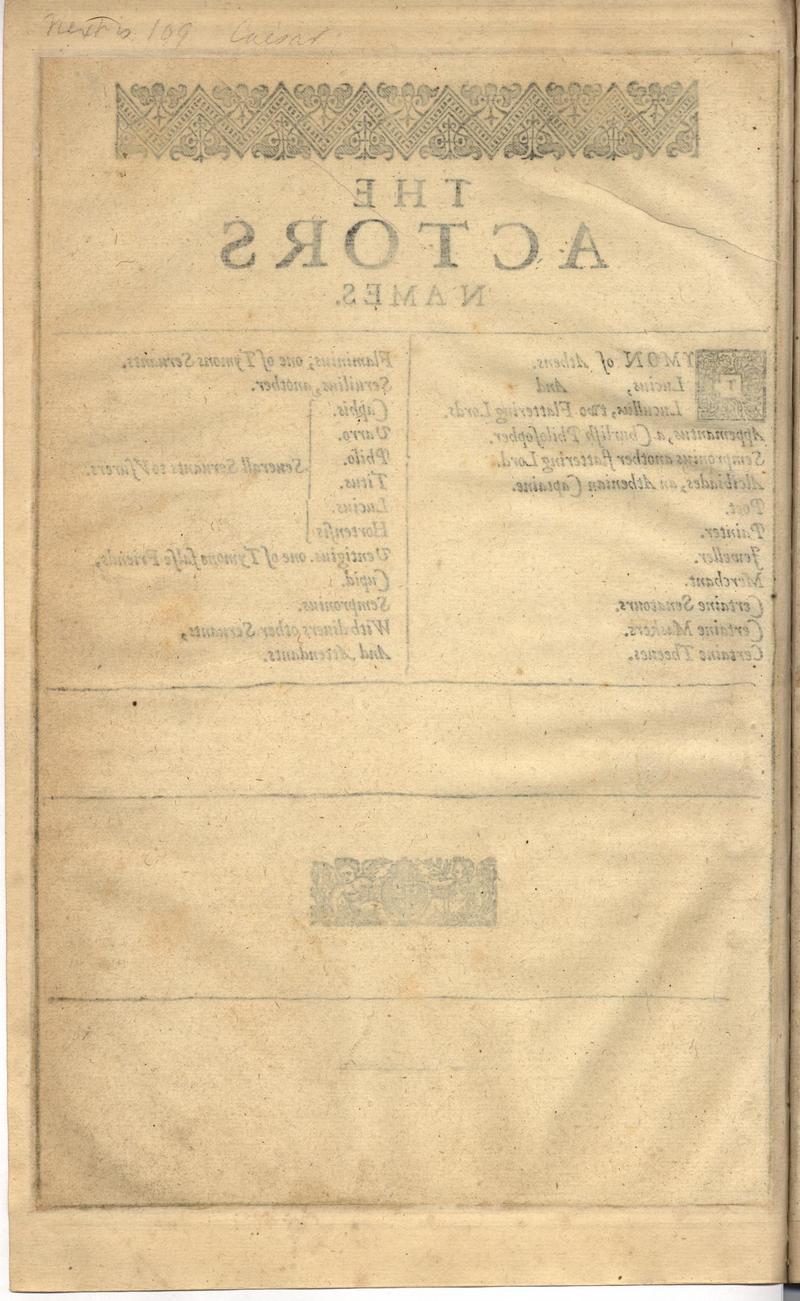 Next is 109 Caesar
THE
ACTORS
NAMES.
TYMON of Athens.
Lucius, And
Lucullus, two Flattering Lords.
Appemantus, a Churlish Philosopher.
Sempronius another flattering Lord.
Alcibiades, an Athenian Captaine.
Poet.
Painter.
Jeweller.
Merchant.
Certaine Senatours.
Certaine Maskers.
Certaine Theeues.
Flaminius, one of Tymons Seruants.
Seruilius, another.
Caphis.
Varro.
Philo.
Titus.
Lucius.
Hortensis
Seuerall Seruants to Vsurers.
Ventigius. one of Tymons false Friends,
Cupid.
Sempronius.
With diuers other Seruants,
And Attendants.